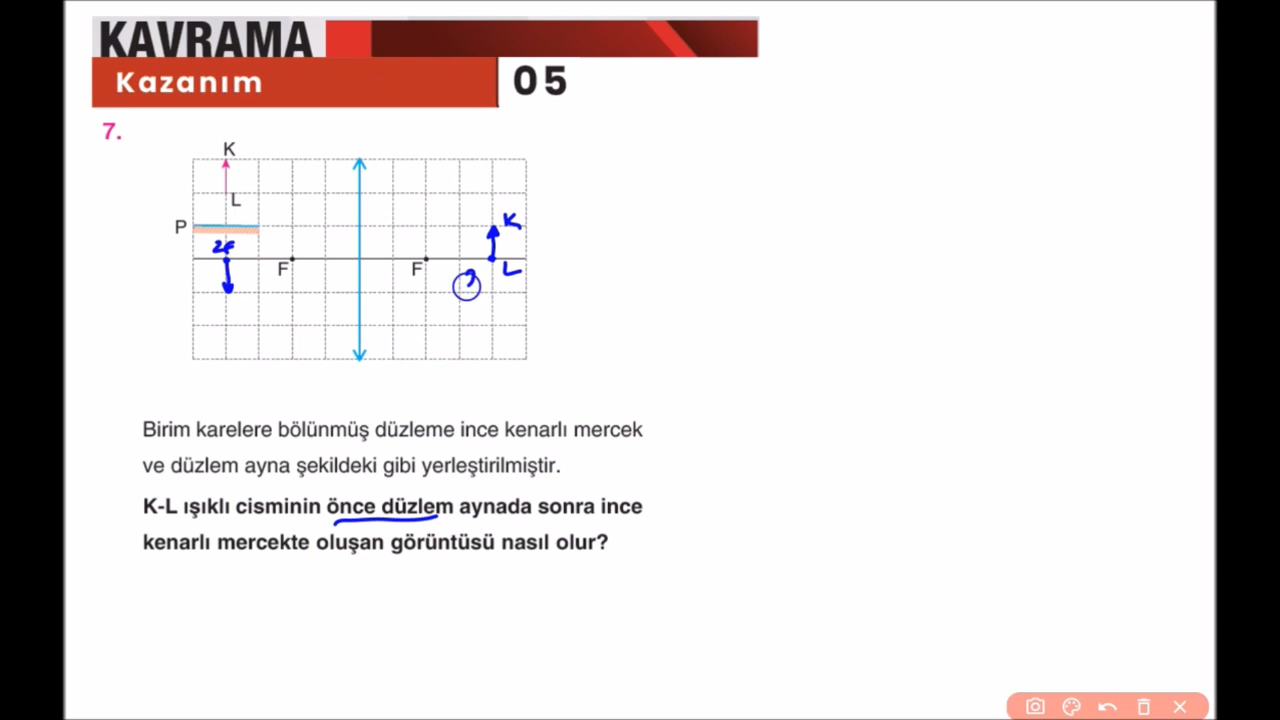 KAVRAMA
Kazanım 05
7.
K
L
P
2f
K
F
F
L
Birim karelere bölünmüş düzleme ince kenarlı mercek
ve düzlem ayna şekildeki gibi yerleştirilmiştir.
K-L ışıklı cisminin önce düzlem aynada sonra ince
kenarlı mercekte oluşan görüntüsü nasıl olur?